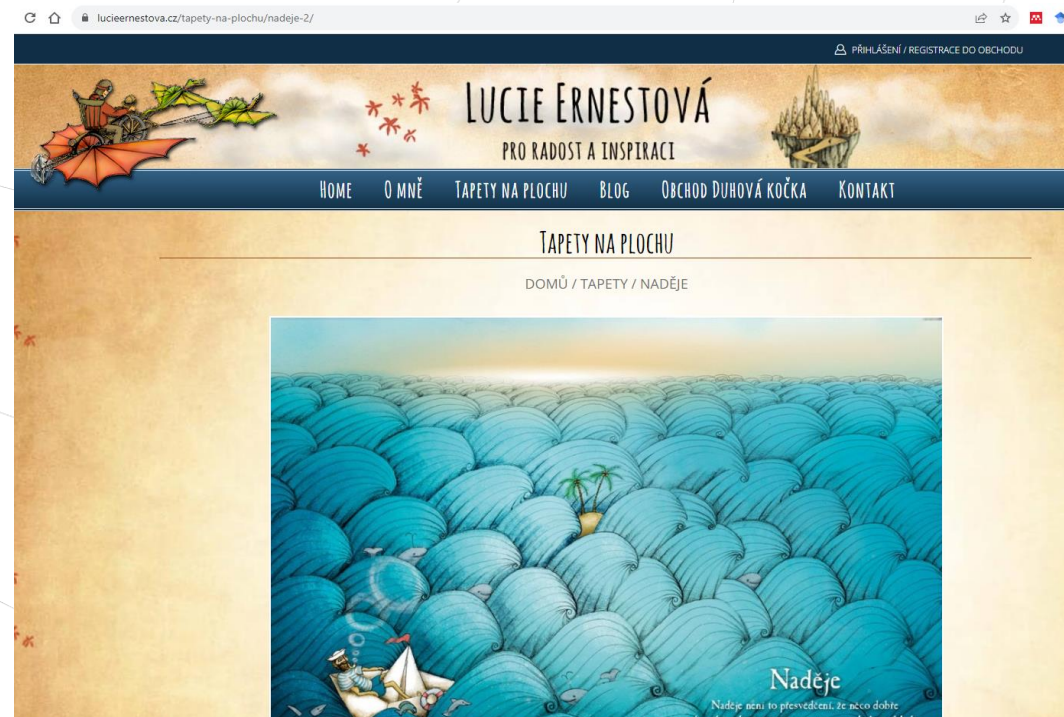 lucieernestova.cz/tapety-na-plochu/nadeje-2/
PŘIHLÁŠENÍ / REGISTRACE DO OBCHODU
LUCIE ERNESTOVÁ
PRO RADOST A INSPIRACI
HOME O MNĚ TAPETY NA PLOCHU BLOG OBCHOD DUHOVÁ KOČKA KONTAKT
TAPETY NA PLOCHU
DOMŮ / TAPETY / NADĚJE
Naděje
Naděje není to přesvědčení, že něco dobře